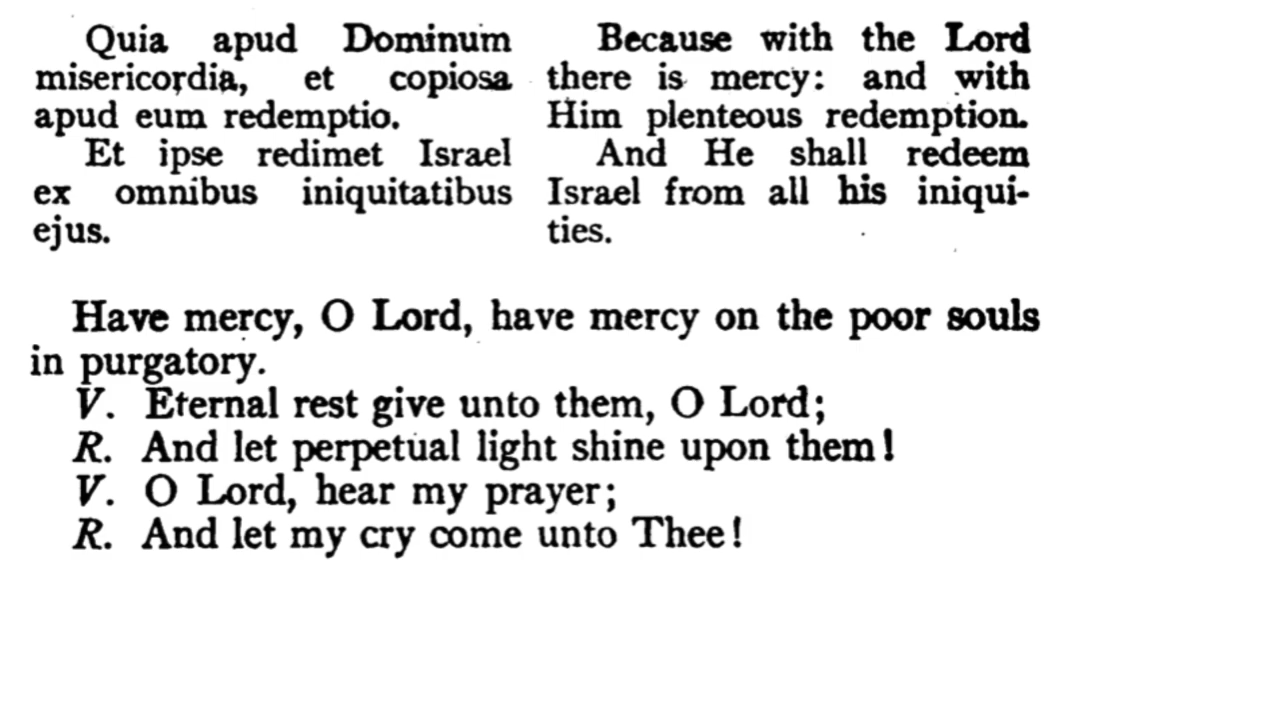 Quia apud Dominum
misericordia, et copiosa
apud eum redemptio.
Et ipse redimet Israel
ex omnibus iniquitatibus
ejus.
Because with the Lord
there is mercy: and with
Him plenteous redemption.
And He shall redeem
Israel from all his iniqui-
ties.
Have mercy, O Lord, have mercy on the poor souls
in purgatory.
V. Eternal rest give unto them, O Lord;
R. And let perpetual light shine upon them!
V. O Lord, hear my prayer;
R. And let my cry come unto Thee!